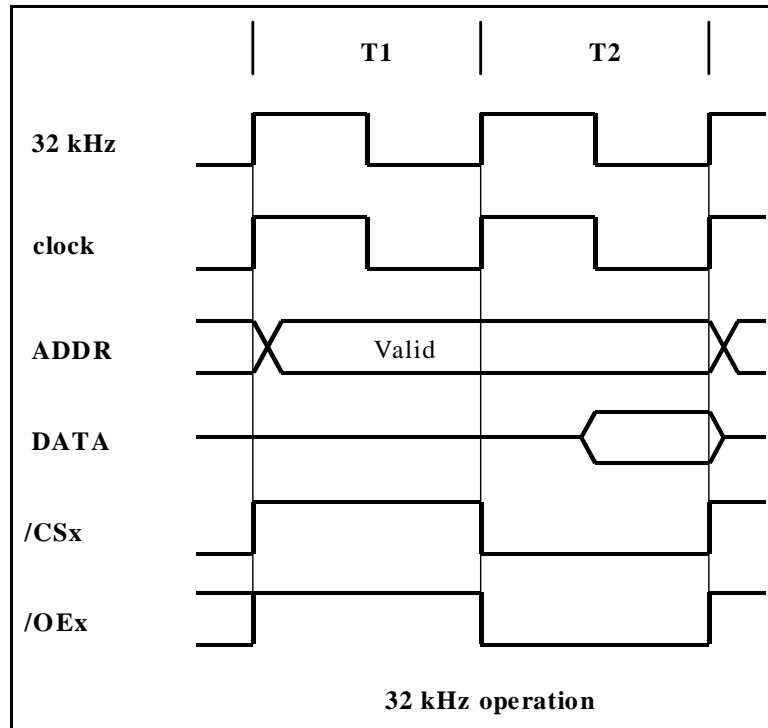 T1 T2
32 kHz
clock
ADDR Valid
DATA
/CSx
/OEx
32 kHz operation